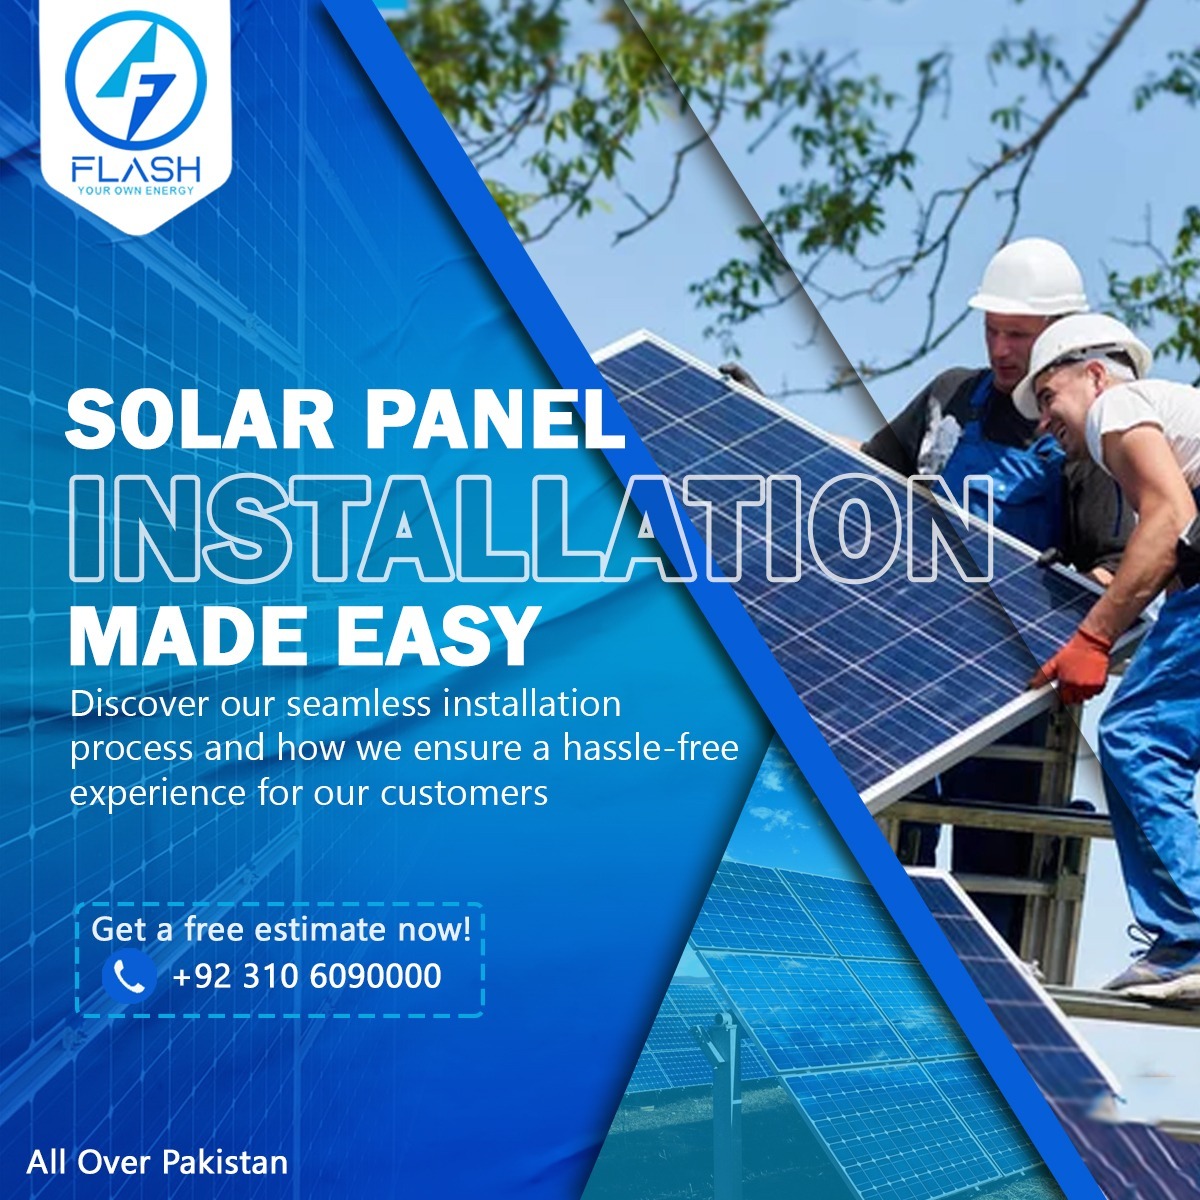 FLASH
YOUR OWN ENERGY
SOLAR PANEL
INSTALLATION
MADE EASY
Discover our seamless installation
process and how we ensure a hassle-free
experience for our customers
Get a free estimate now!
+92 310 6090000
All Over Pakistan